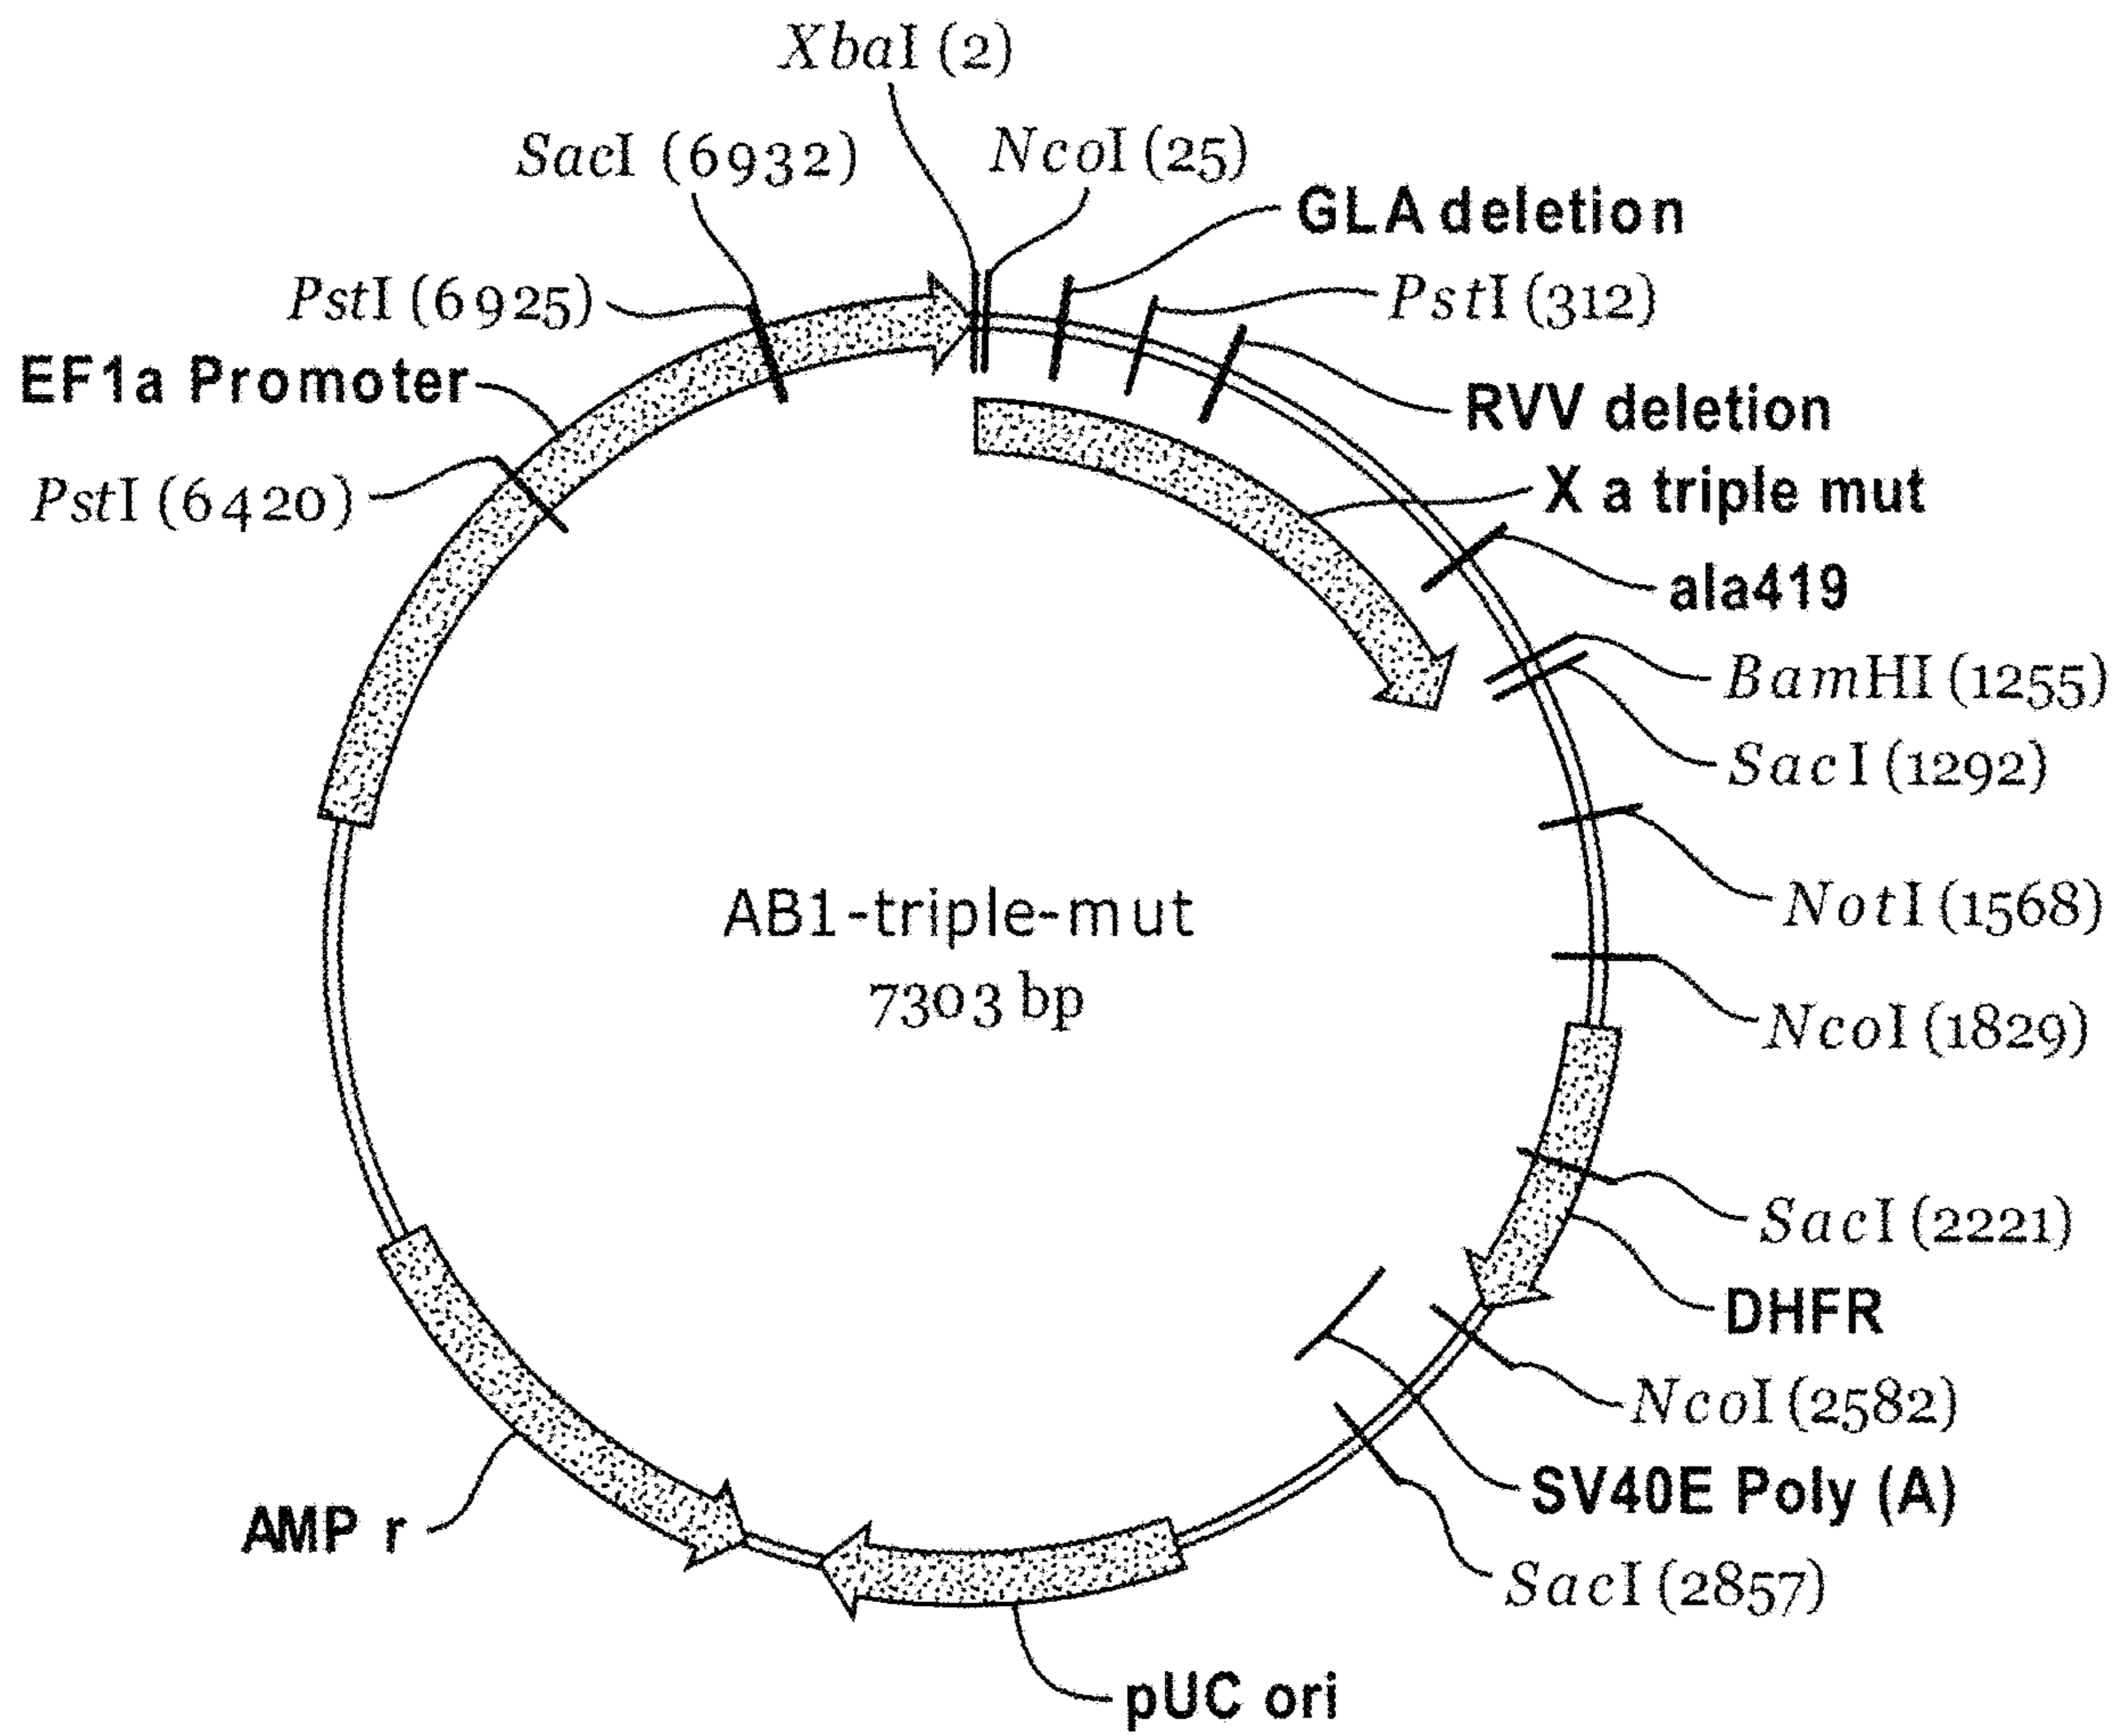 XbaI (2)
SacI (6932)
NcoI (25)
GLA deletion
PstI (6925)
PstI (312)
EF1a Promoter
RVV deletion
PstI (6420)
X a triple mut
ala419
BamHI (1255)
SacI (1292)
AB1-triple-mut
7303 bp
NotI (1568)
NcoI (1829)
SacI (2221)
DHFR
NcoI (2582)
SV40E Poly (A)
AMP r
SacI (2857)
pUC ori